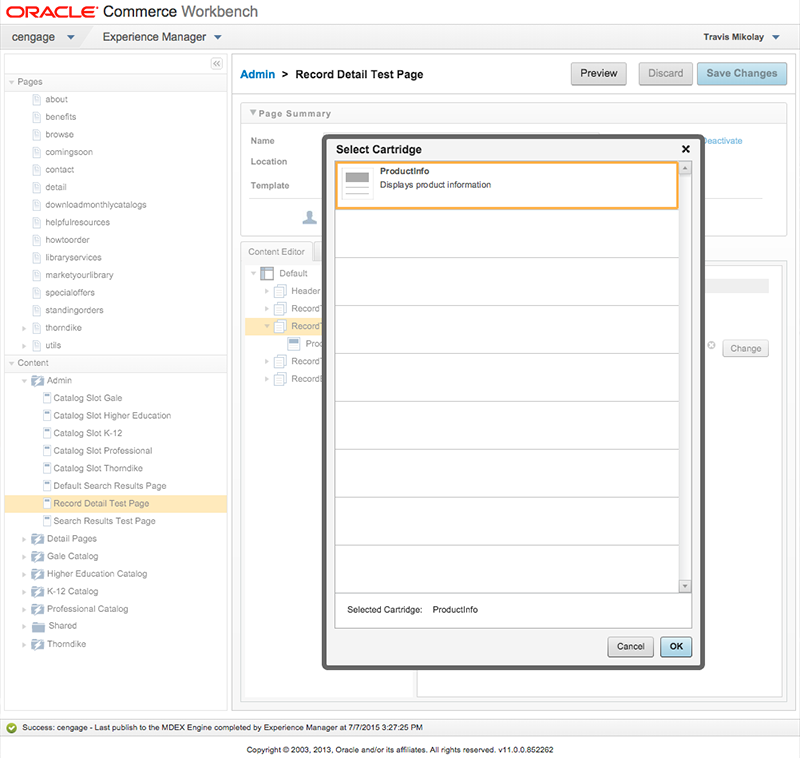 ORACLE Commerce Workbench
cengage Experience Manager Travis Mikolay
Admin > Record Detail Test Page Preview Discard Save Changes
Pages
about
benefits
browse
comingsoon
contact
detail
downloadmonthlycatalogs
helpfulresources
howtoorder
libraryservices
marketyourlibrary
specialoffers
standingorders
thorndike
utils
Content
Admin
Catalog Slot Gale
Catalog Slot Higher Education
Catalog Slot K-12
Catalog Slot Professional
Catalog Slot Thorndike
Default Search Results Page
Record Detail Test Page
Search Results Test Page
Detail Pages
Gale Catalog
Higher Education Catalog
K-12 Catalog
Professional Catalog
Shared
Thorndike
Page Summary
Name
Deactivate
Location
Template
Content Editor
Default
Header
Record
Record
Pro
Record
Record
Change
Select Cartridge
ProductInfo
Displays product information
Selected Cartridge: ProductInfo
Cancel OK
Success: cengage - Last publish to the MDEX Engine completed by Experience Manager at 7/7/2015 3:27:25 PM
Copyright © 2003, 2013, Oracle and/or its affiliates. All rights reserved. v11.0.0.852262